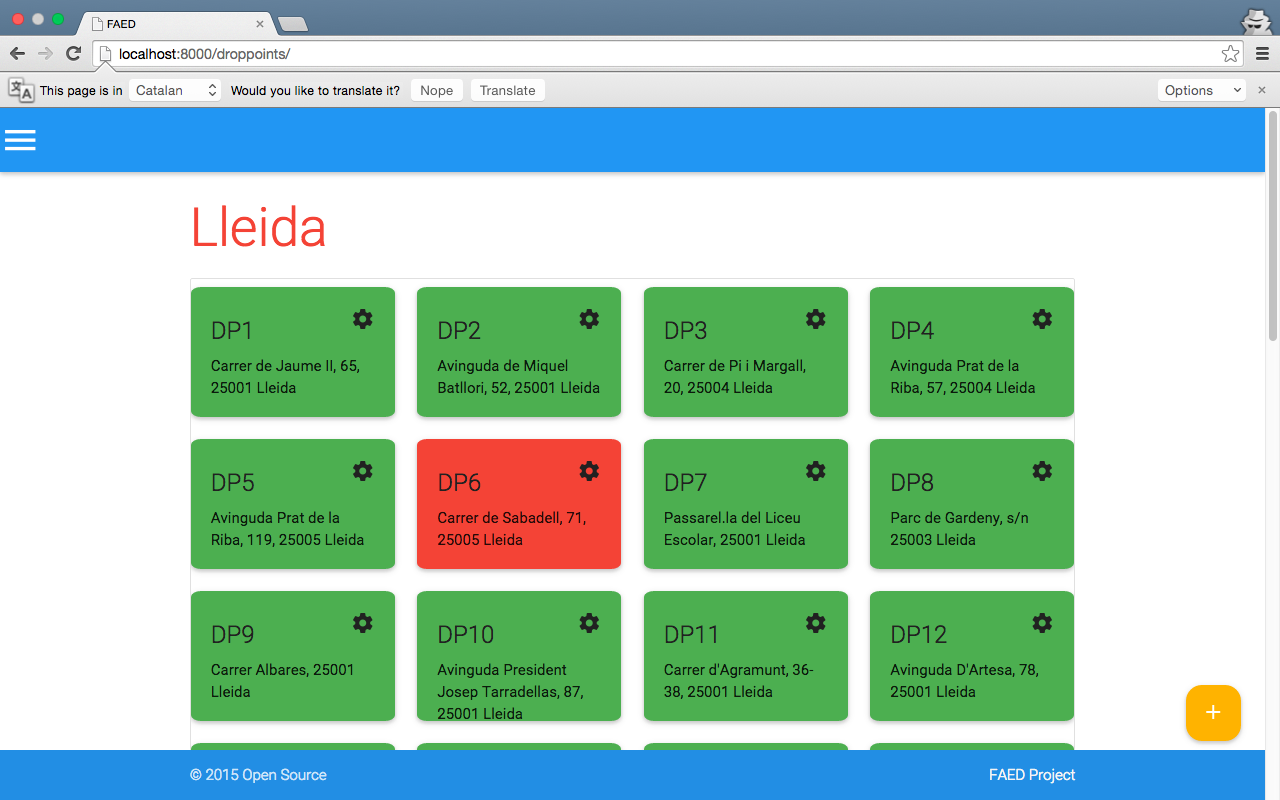 FAED
localhost:8000/droppoints/
This page is in Catalan Would you like to translate it? Nope Translate Options
Lleida
DP1
Carrer de Jaume II, 65,
25001 Lleida
DP2
Avinguda de Miquel
Batllori, 52, 25001 Lleida
DP3
Carrer de Pi i Margall,
20, 25004 Lleida
DP4
Avinguda Prat de la
Riba, 57, 25004 Lleida
DP5
Avinguda Prat de la
Riba, 119, 25005 Lleida
DP6
Carrer de Sabadell, 71,
25005 Lleida
DP7
Passarel.la del Liceu
Escolar, 25001 Lleida
DP8
Parc de Gardeny, s/n
25003 Lleida
DP9
Carrer Albares, 25001
Lleida
DP10
Avinguda President
Josep Tarradellas, 87,
25001 Lleida
DP11
Carrer d'Agramunt, 36-
38, 25001 Lleida
DP12
Avinguda D'Artesa, 78,
25001 Lleida
+
© 2015 Open Source
FAED Project